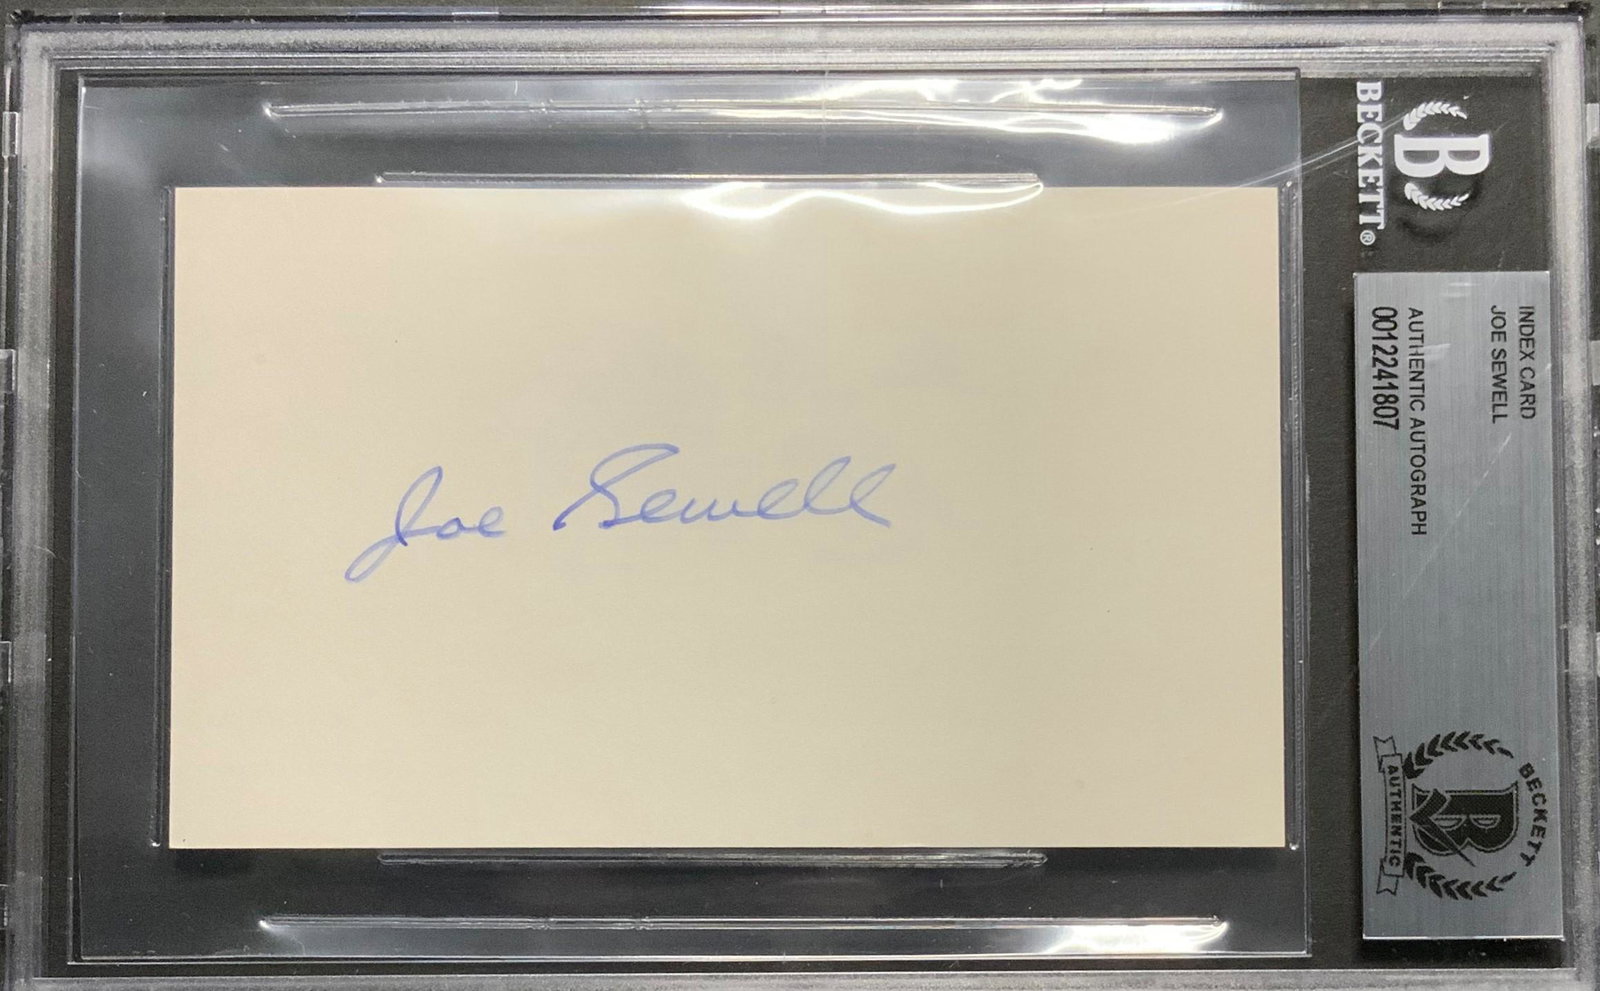 Joe Sewell
B
BECKETT®
INDEX CARD
JOE SEWELL
AUTHENTIC AUTOGRAPH
0012241807
BECKETT
B
AUTHENTIC